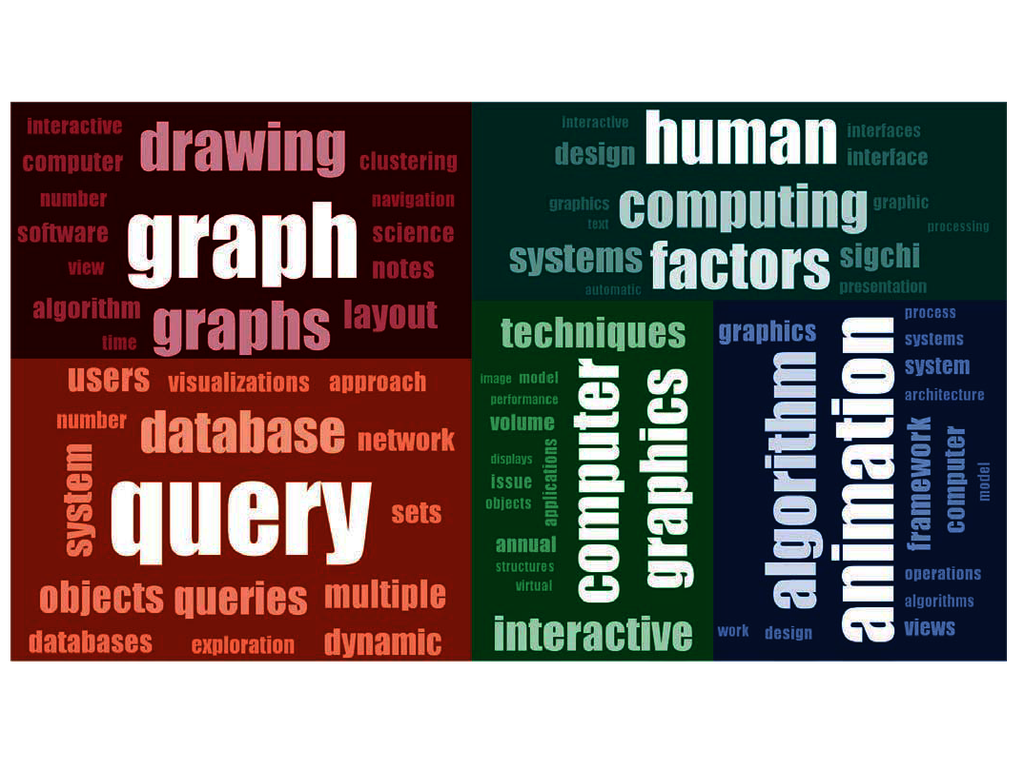 interactive
drawing
computer
clustering
number
navigation
graph
software
science
view
notes
algorithm
graphs
layout
time
interactive
human
interfaces
design
interface
graphics
computing
graphic
text
processing
systems
factors
sigchi
automatic
presentation
users
visualizations
approach
number
database
network
system
query
sets
objects
queries
multiple
databases
exploration
dynamic
techniques
image
model
performance
volume
computer
graphics
displays
applications
issue
objects
annual
structures
virtual
interactive
graphics
algorithm
animation
process
systems
system
architecture
framework
computer
model
operations
algorithms
work
design
views